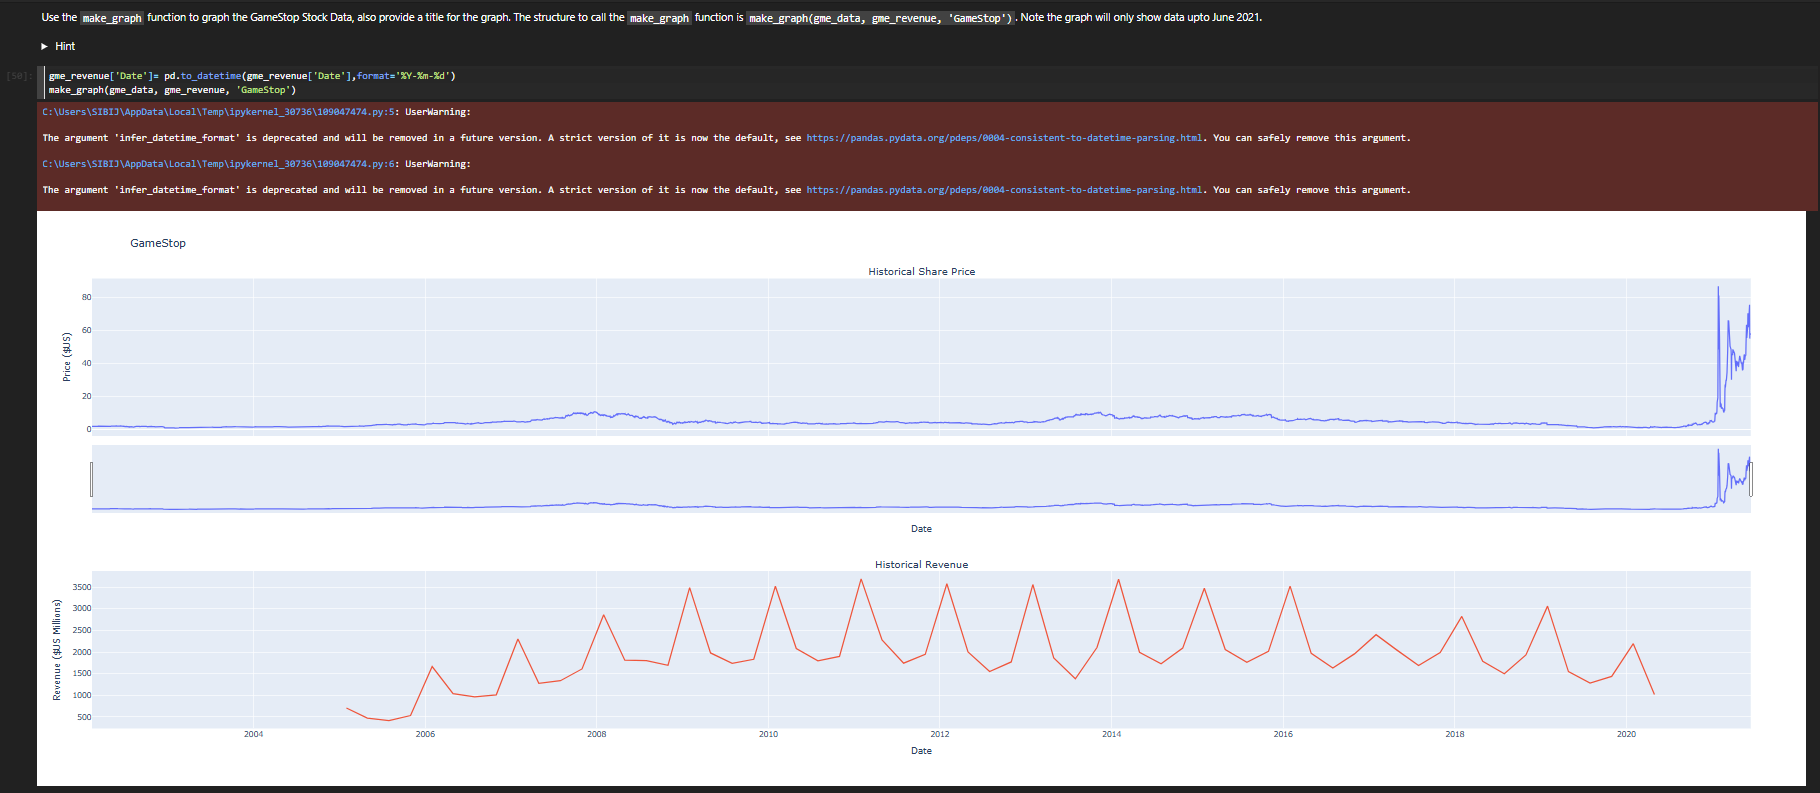 Use the make_graph function to graph the GameStop Stock Data, also provide a title for the graph. The structure to call the make_graph function is make_graph(gme_data, gme_revenue, 'GameStop'). Note the graph will only show data upto June 2021.
▶ Hint
[50]:
gme_revenue['Date']= pd.to_datetime(gme_revenue['Date'],format='%Y-%m-%d')
make_graph(gme_data, gme_revenue, 'GameStop')
C:\Users\SIBIJ\AppData\Local\Temp\ipykernel_30736\109047474.py:5: UserWarning:
The argument 'infer_datetime_format' is deprecated and will be removed in a future version. A strict version of it is now the default, see https://pandas.pydata.org/pdeps/0004-consistent-to-datetime-parsing.html. You can safely remove this argument.
C:\Users\SIBIJ\AppData\Local\Temp\ipykernel_30736\109047474.py:6: UserWarning:
The argument 'infer_datetime_format' is deprecated and will be removed in a future version. A strict version of it is now the default, see https://pandas.pydata.org/pdeps/0004-consistent-to-datetime-parsing.html. You can safely remove this argument.
GameStop
Historical Share Price
Price ($US)
80
60
40
20
0
Date
Historical Revenue
Revenue ($US Millions)
3500
3000
2500
2000
1500
1000
500
2004 2006 2008 2010 2012 2014 2016 2018 2020
Date